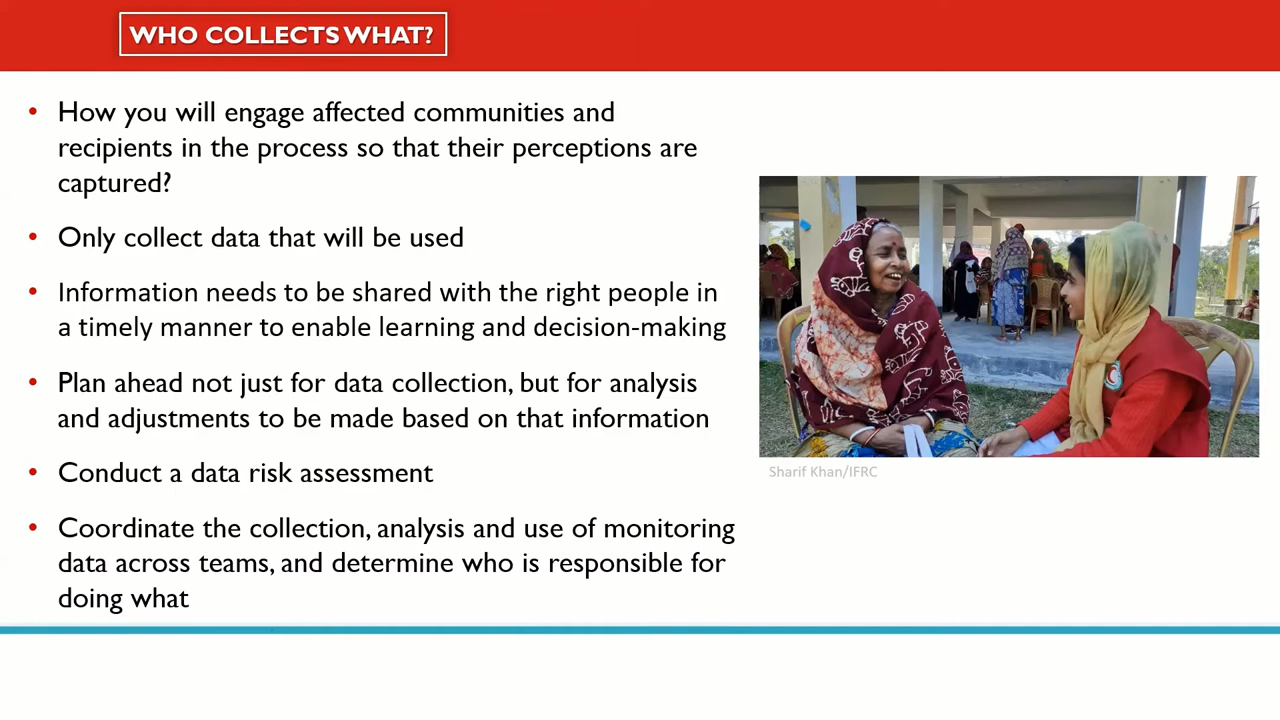 WHO COLLECTS WHAT?
• How you will engage affected communities and
recipients in the process so that their perceptions are
captured?
• Only collect data that will be used
• Information needs to be shared with the right people in
a timely manner to enable learning and decision-making
• Plan ahead not just for data collection, but for analysis
and adjustments to be made based on that information
• Conduct a data risk assessment
• Coordinate the collection, analysis and use of monitoring
data across teams, and determine who is responsible for
doing what
Sharif Khan/IFRC